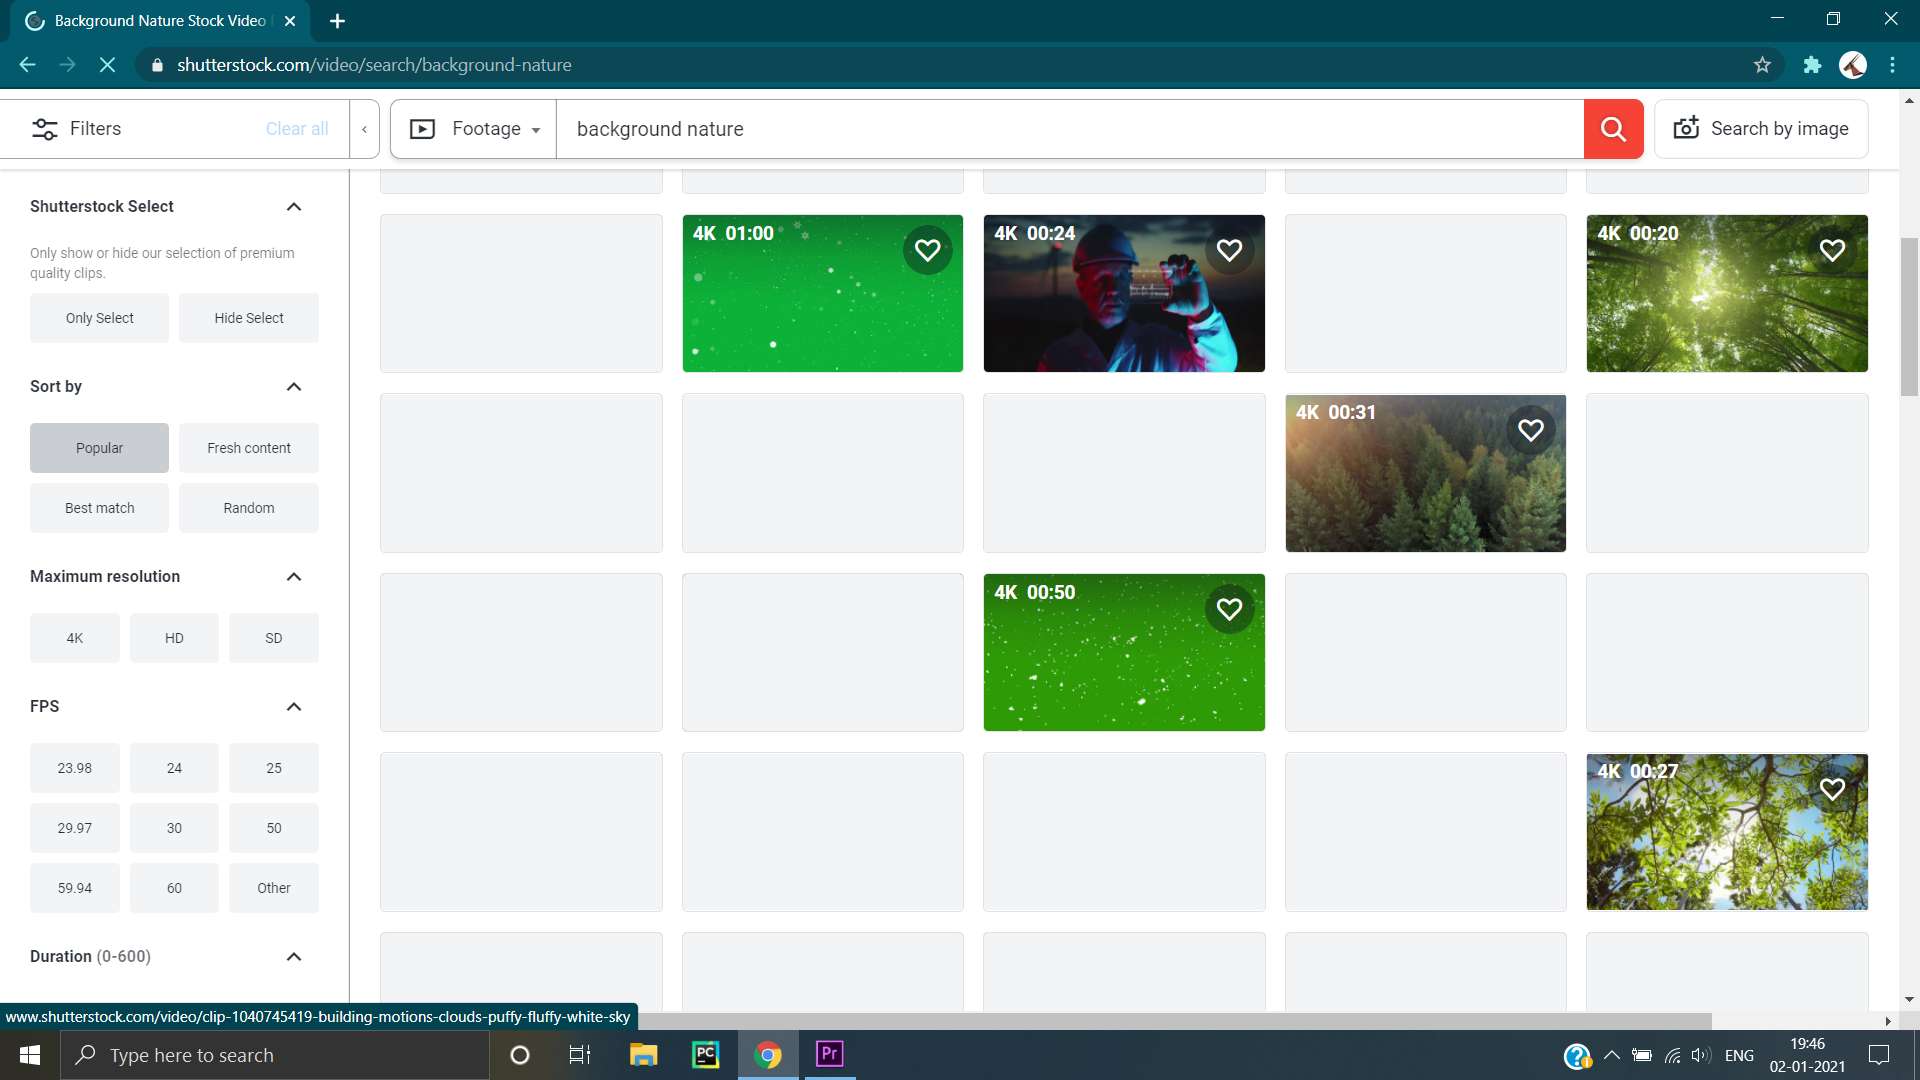 Background Nature Stock Video
shutterstock.com/video/search/background-nature
Filters
Clear all
Footage
background nature
Search by image
Shutterstock Select
Only show or hide our selection of premium
quality clips.
Only Select
Hide Select
Sort by
Popular
Fresh content
Best match
Random
Maximum resolution
4K
HD
SD
FPS
23.98
24
25
29.97
30
50
59.94
60
Other
Duration (0-600)
4K 01:00
4K 00:24
4K 00:20
4K 00:31
4K 00:50
4K 00:27
www.shutterstock.com/video/clip-1040745419-building-motions-clouds-puffy-fluffy-white-sky
Type here to search
PC
Pr
ENG
19:46
02-01-2021